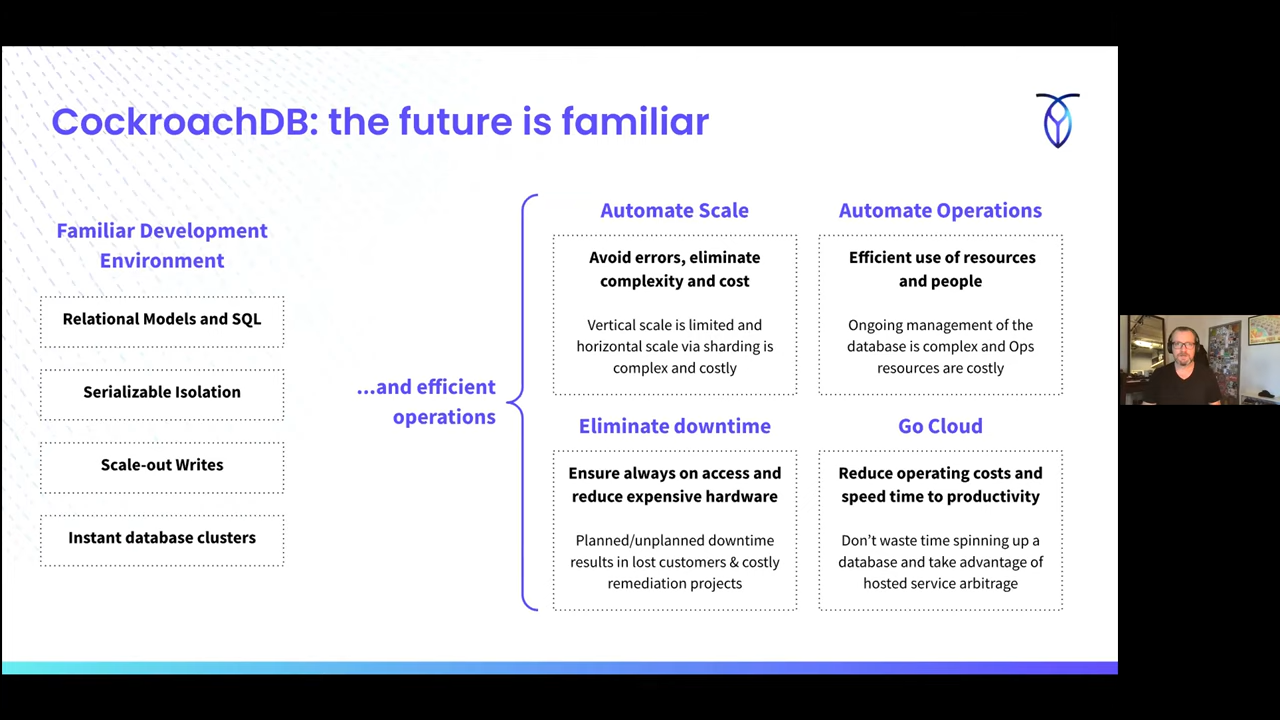 CockroachDB: the future is familiar
Familiar Development
Environment
Relational Models and SQL
Serializable Isolation
Scale-out Writes
Instant database clusters
...and efficient
operations
Automate Scale
Avoid errors, eliminate
complexity and cost
Vertical scale is limited and
horizontal scale via sharding is
complex and costly
Automate Operations
Efficient use of resources
and people
Ongoing management of the
database is complex and Ops
resources are costly
Eliminate downtime
Ensure always on access and
reduce expensive hardware
Planned/unplanned downtime
results in lost customers & costly
remediation projects
Go Cloud
Reduce operating costs and
speed time to productivity
Don’t waste time spinning up a
database and take advantage of
hosted service arbitrage